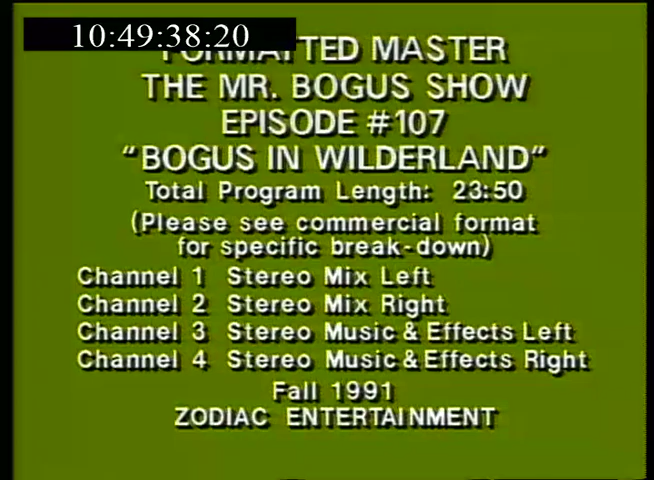 10:49:38:20
FORMATTED MASTER
THE MR. BOGUS SHOW
EPISODE #107
"BOGUS IN WILDERLAND"
Total Program Length: 23:50
(Please see commercial format
for specific break-down)
Channel 1 Stereo Mix Left
Channel 2 Stereo Mix Right
Channel 3 Stereo Music & Effects Left
Channel 4 Stereo Music & Effects Right
Fall 1991
ZODIAC ENTERTAINMENT